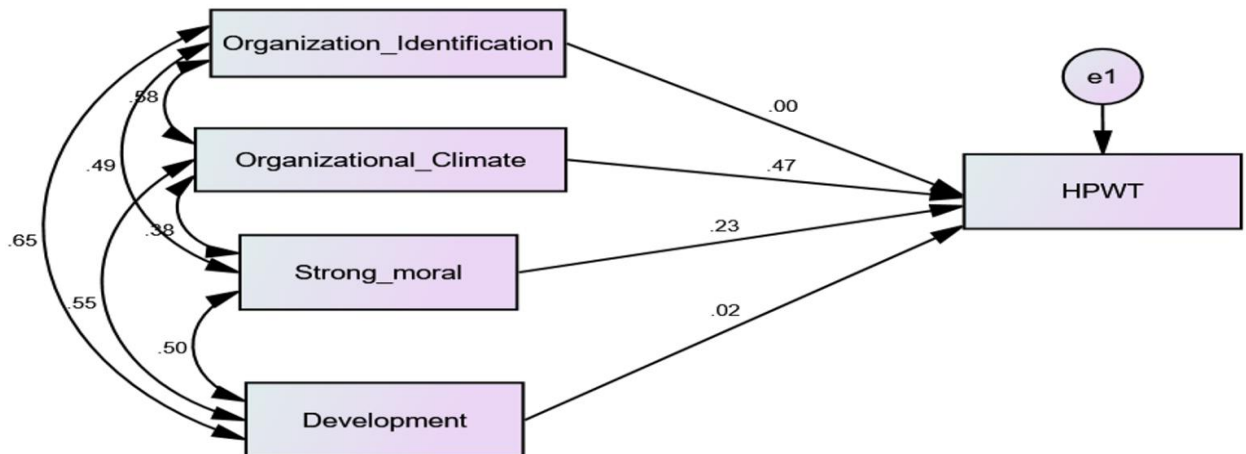 Organization_Identification
e1
.58
.00
Organizational_Climate
.49
.47
HPWT
.38
.23
.65
Strong_moral
.55
.02
.50
Development